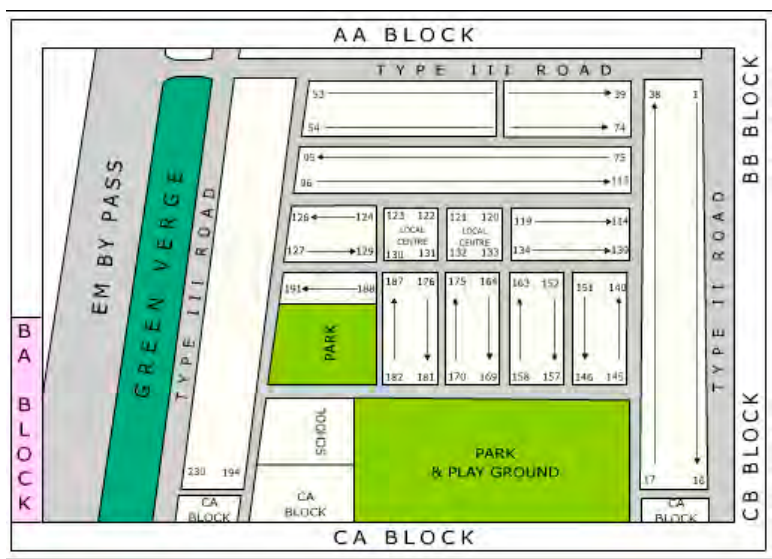 AA BLOCK
TYPE III ROAD
BB BLOCK
53 39
38 1
54 74
95 75
96 113
EM BY PASS
GREEN VERGE
TYPE III ROAD
TYPE II ROAD
126 124
123 122
121 120
119 114
LOCAL
CENTRE
LOCAL
CENTRE
127 129
130 131
132 133
134 139
191 188
187 176
175 164
163 152
151 140
PARK
182 181
170 169
158 157
146 145
BA BLOCK
SCHOOL
PARK
& PLAY GROUND
CB BLOCK
230 194
17 16
CA
BLOCK
CA
BLOCK
CA
BLOCK
CA BLOCK